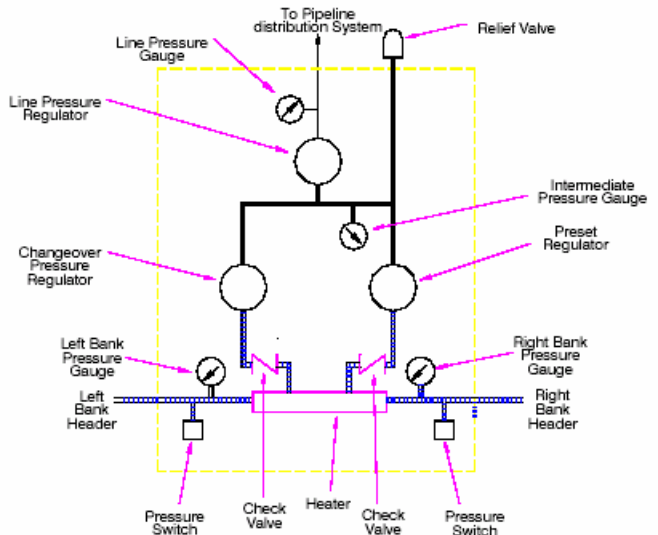 To Pipeline
distribution System
Relief Valve
Line Pressure
Gauge
Line Pressure
Regulator
Intermediate
Pressure Gauge
Changeover
Pressure
Regulator
Preset
Regulator
Left Bank
Pressure
Gauge
Right Bank
Pressure
Gauge
Left
Bank
Header
Right
Bank
Header
Pressure
Switch
Check
Valve
Heater
Check
Valve
Pressure
Switch